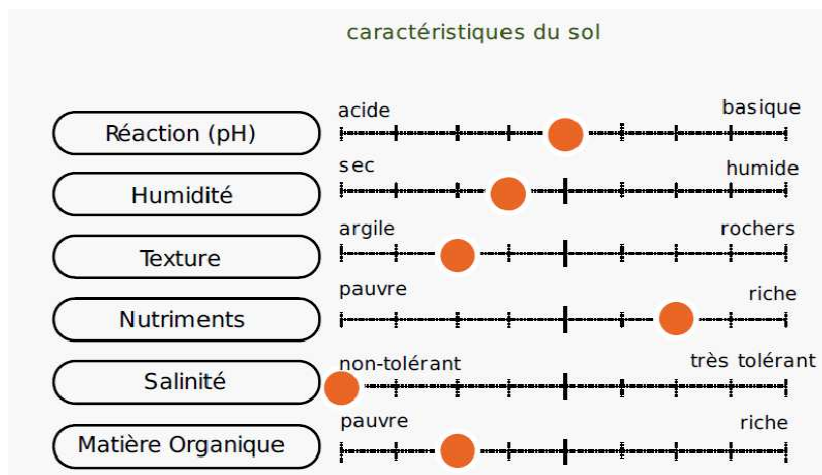 caractéristiques du sol
acide
basique
Réaction (pH)
sec
humide
Humidité
argile
rochers
Texture
pauvre
riche
Nutriments
non-tolérant
très tolérant
Salinité
pauvre
riche
Matière Organique